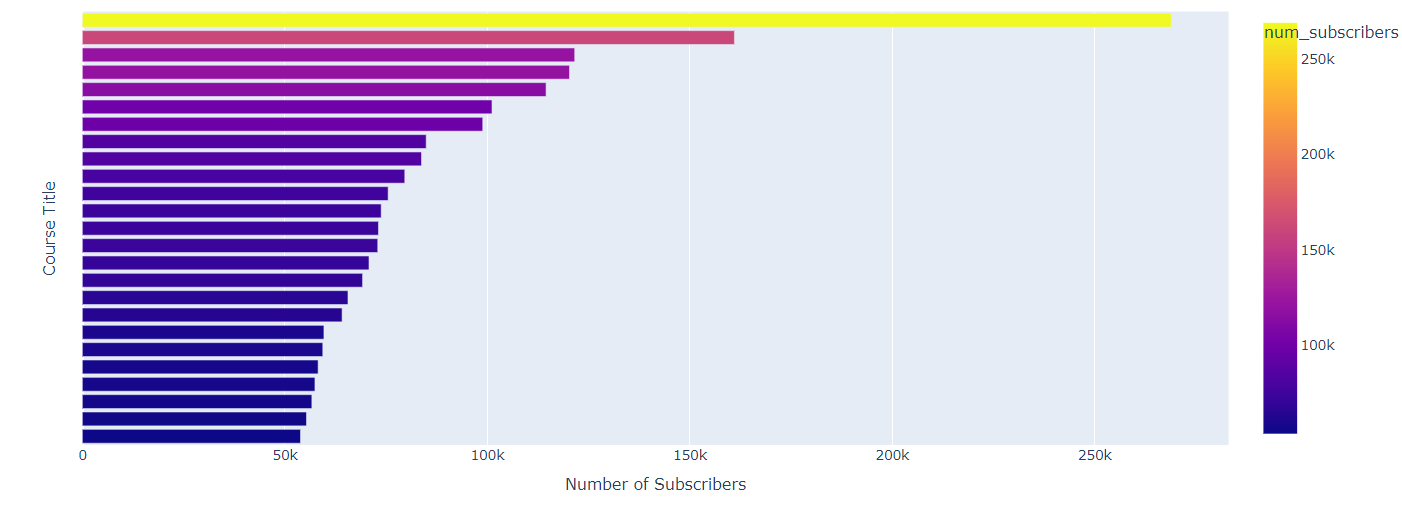 num_subscribers
250k
200k
150k
100k
Course Title
0 50k 100k 150k 200k 250k
Number of Subscribers